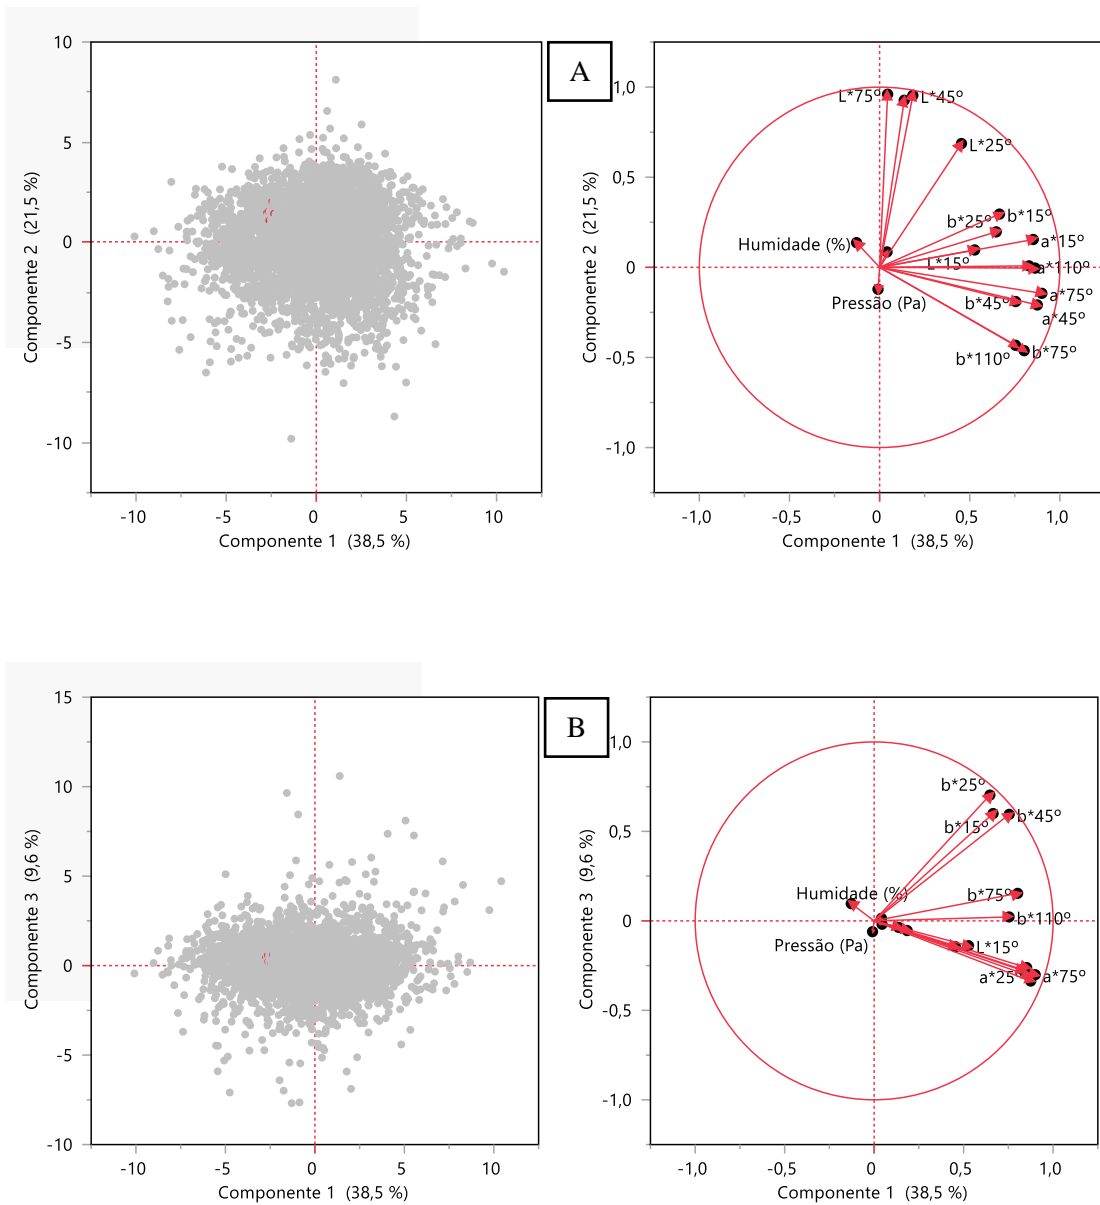 A
10
5
0
-5
-10
Componente 2 (21,5 %)
-10
-5
0
5
10
Componente 1 (38,5 %)
1,0
0,5
0
-0,5
-1,0
Componente 2 (21,5 %)
-1,0
-0,5
0
0,5
1,0
Componente 1 (38,5 %)
L*75º
L*45º
L*25º
b*25º
b*15º
Humidade (%)
a*15º
L*15º
a*110º
Pressão (Pa)
b*45º
a*75º
a*45º
b*110º
b*75º
B
15
10
5
0
-5
-10
Componente 3 (9,6 %)
-10
-5
0
5
10
Componente 1 (38,5 %)
1,0
0,5
0
-0,5
-1,0
Componente 3 (9,6 %)
-1,0
-0,5
0
0,5
1,0
Componente 1 (38,5 %)
b*25º
b*45º
b*15º
Humidade (%)
b*75º
b*110º
Pressão (Pa)
L*15º
a*25º
a*75º